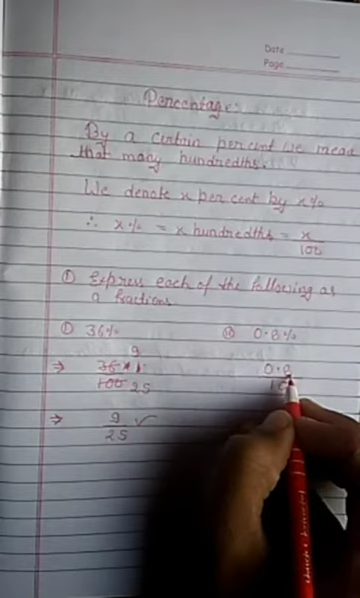 Date
Page
Percentage:
By a certain percent we mean
that many hundredths.
We denote x per cent by x%
∴ x% = x hundredths = x/100
① Express each of the following as
a fractions.
① 36% ② 0.8%
⇒ 36/100 9 25 0.8
⇒ 9/25 ✓